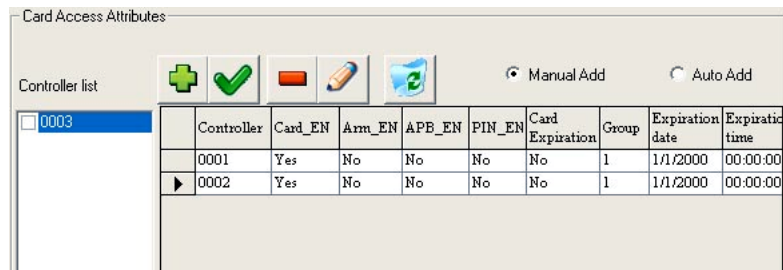 Card Access Attributes
Controller list
Manual Add Auto Add
0003
Controller Card_EN Arm_EN APB_EN PIN_EN Card Expiration Group Expiration date Expiratio time
0001 Yes No No No No 1 1/1/2000 00:00:00
0002 Yes No No No No 1 1/1/2000 00:00:00